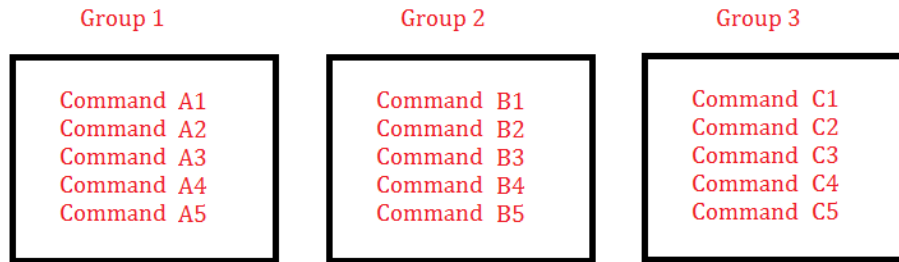 Group 1
Command A1
Command A2
Command A3
Command A4
Command A5
Group 2
Command B1
Command B2
Command B3
Command B4
Command B5
Group 3
Command C1
Command C2
Command C3
Command C4
Command C5